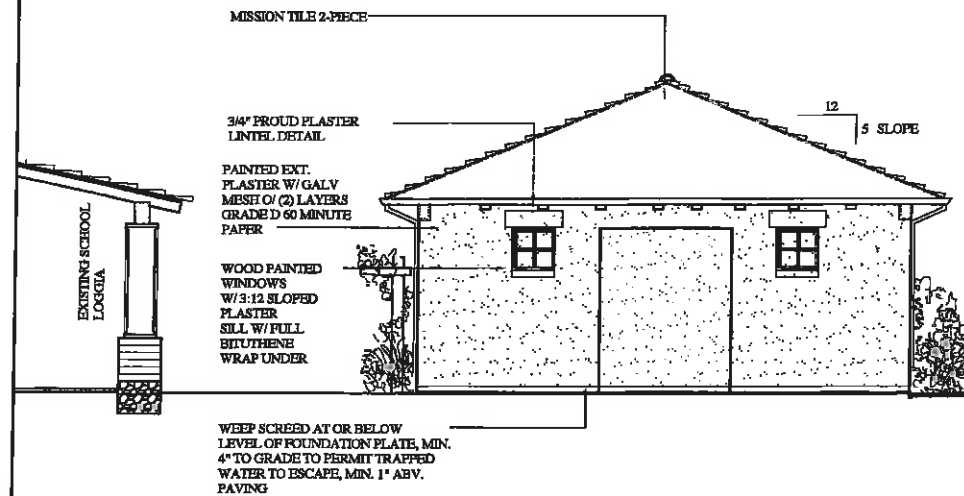 MISSION TILE 2-PIECE
12
5 SLOPE
3/4" PROUD PLASTER
LINTEL DETAIL
PAINTED EXT.
PLASTER W/ GALV
MESH O/ (2) LAYERS
GRADE D 60 MINUTE
PAPER
EXISTING SCHOOL
LOGGIA
WOOD PAINTED
WINDOWS
W/ 3:12 SLOPED
PLASTER
SILL W/ FULL
BITUTHENE
WRAP UNDER
WEEP SCREED AT OR BELOW
LEVEL OF FOUNDATION PLATE, MIN.
4" TO GRADE TO PERMIT TRAPPED
WATER TO ESCAPE, MIN. 1" ABV.
PAVING